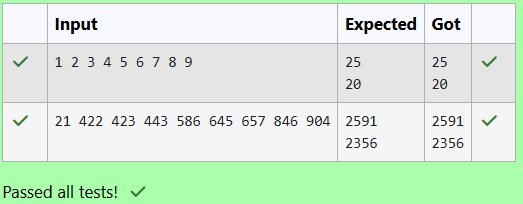 Input Expected Got
1 2 3 4 5 6 7 8 9 25 25
20 20
21 422 423 443 586 645 657 846 904 2591 2591
2356 2356
Passed all tests!